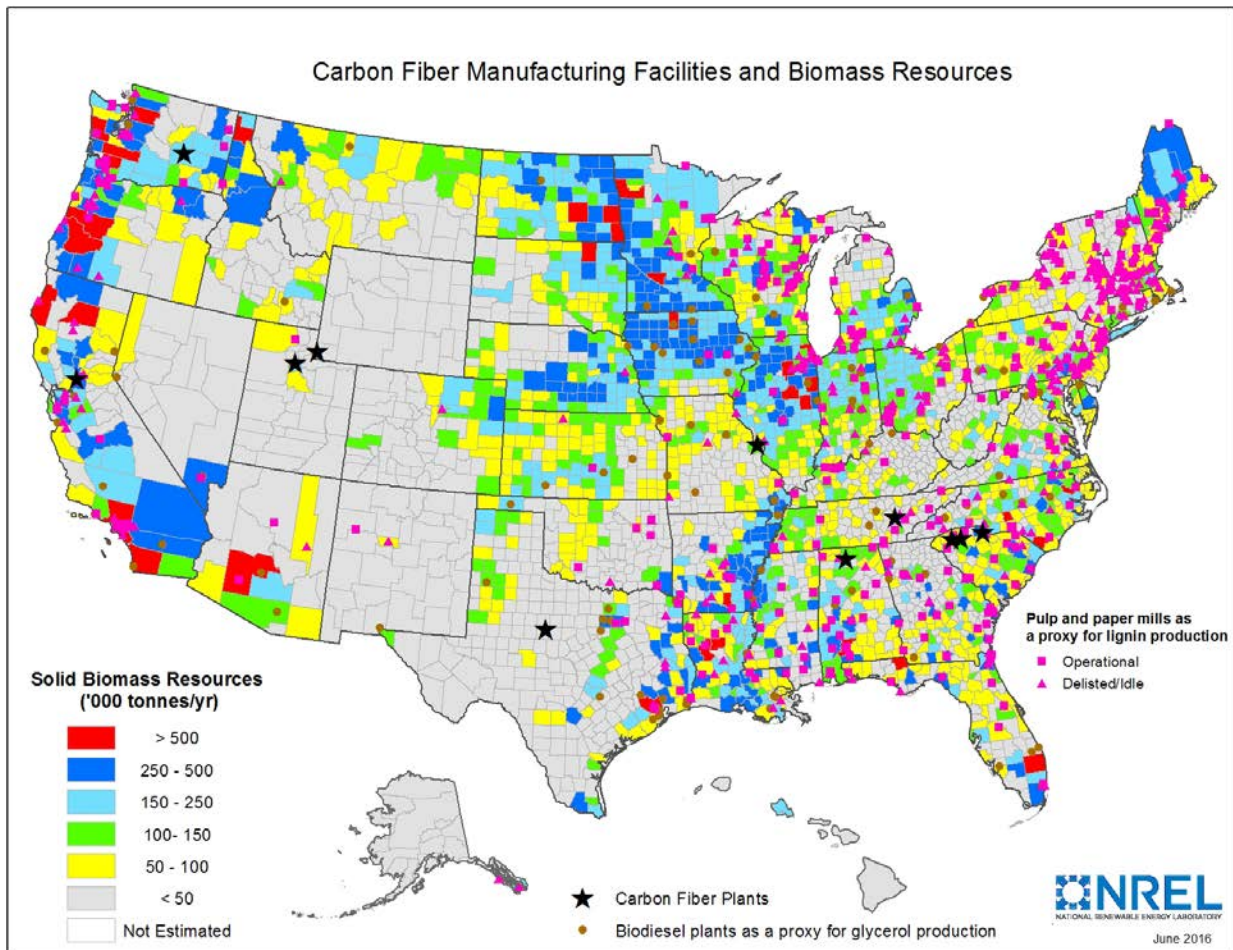 Carbon Fiber Manufacturing Facilities and Biomass Resources
Pulp and paper mills as
a proxy for lignin production
Operational
Delisted/Idle
Solid Biomass Resources
('000 tonnes/yr)
> 500
250 - 500
150 - 250
100- 150
50 - 100
< 50
Not Estimated
Carbon Fiber Plants
Biodiesel plants as a proxy for glycerol production
NREL
NATIONAL RENEWABLE ENERGY LABORATORY
June 2016